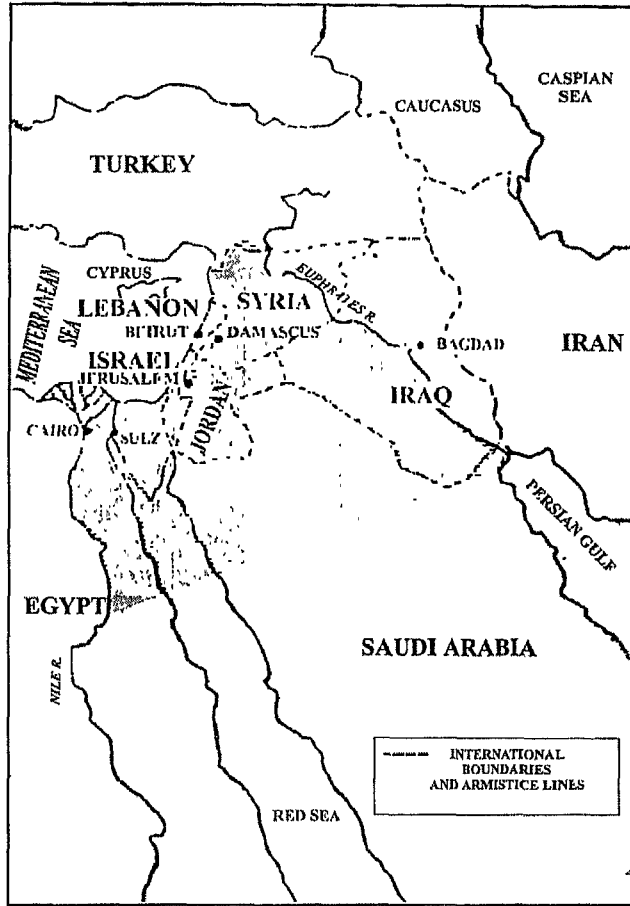 CASPIAN
SEA
CAUCASUS
TURKEY
CYPRUS
MEDITERRANEAN
SEA
LEBANON
SYRIA
EUPHRATES R.
BEIRUT
DAMASCUS
BAGDAD
IRAN
ISRAEL
JERUSALEM
IRAQ
JORDAN
CAIRO
SUEZ
PERSIAN GULF
EGYPT
SAUDI ARABIA
NILE R.
INTERNATIONAL
BOUNDARIES
AND ARMISTICE LINES
RED SEA